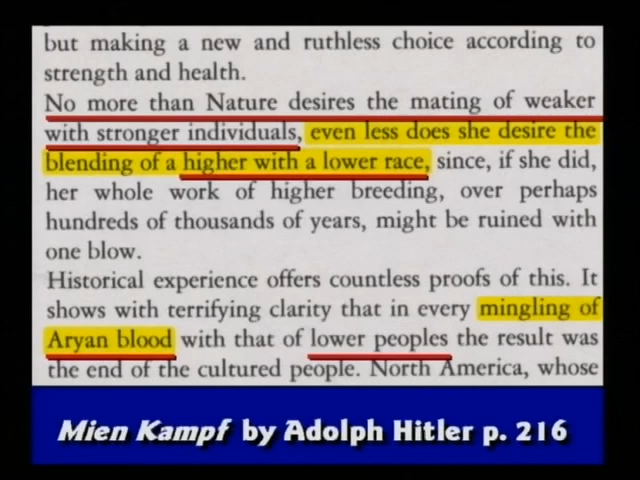 but making a new and ruthless choice according to
strength and health.
No more than Nature desires the mating of weaker
with stronger individuals, even less does she desire the
blending of a higher with a lower race, since, if she did,
her whole work of higher breeding, over perhaps
hundreds of thousands of years, might be ruined with
one blow.
Historical experience offers countless proofs of this. It
shows with terrifying clarity that in every mingling of
Aryan blood with that of lower peoples the result was
the end of the cultured people. North America, whose
Mien Kampf by Adolph Hitler p. 216